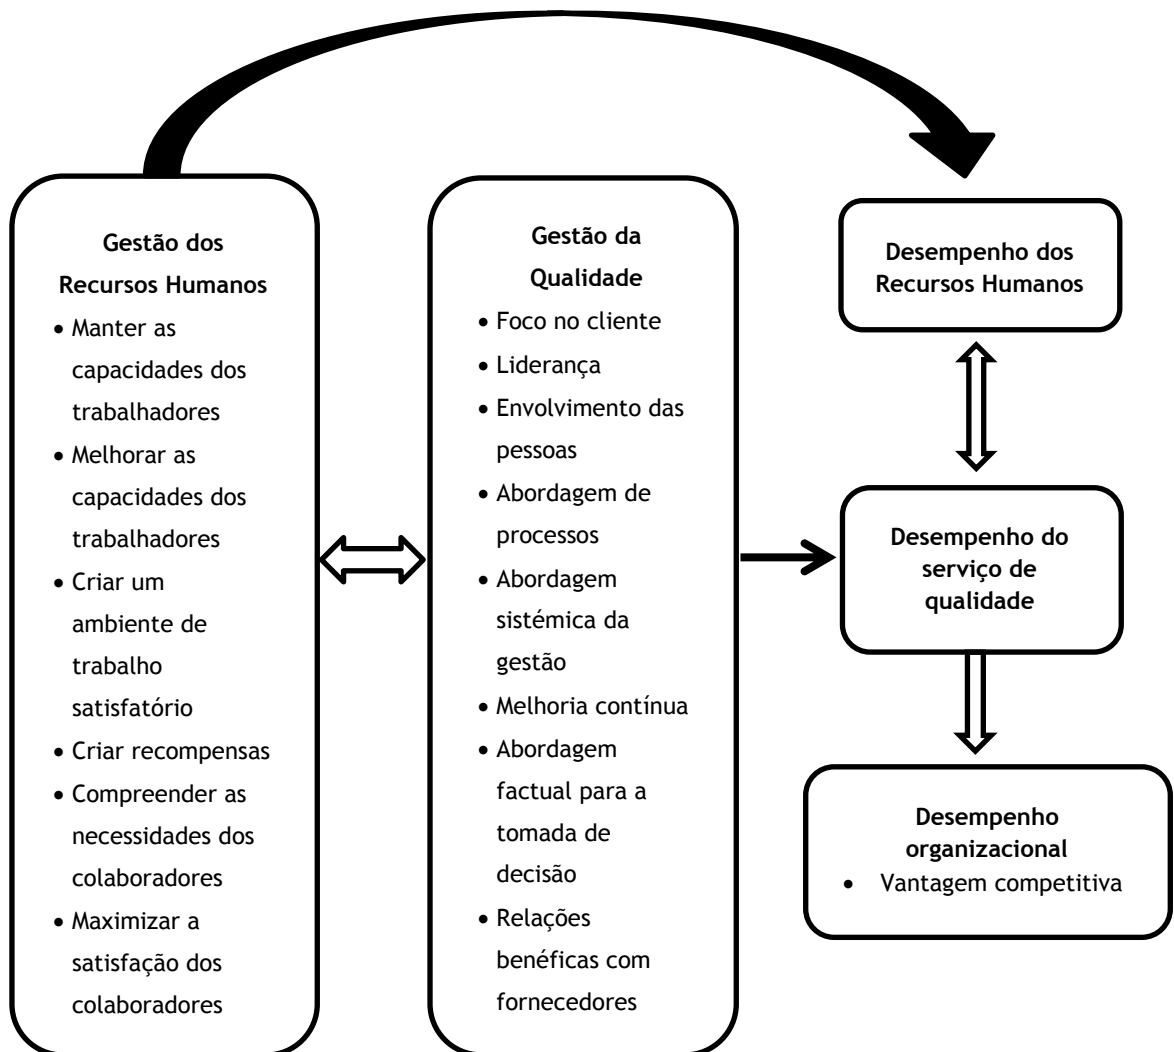 Gestão dos
Recursos Humanos
• Manter as
capacidades dos
trabalhadores
• Melhorar as
capacidades dos
trabalhadores
• Criar um
ambiente de
trabalho
satisfatório
• Criar recompensas
• Compreender as
necessidades dos
colaboradores
• Maximizar a
satisfação dos
colaboradores
Gestão da
Qualidade
• Foco no cliente
• Liderança
• Envolvimento das
pessoas
• Abordagem de
processos
• Abordagem
sistémica da
gestão
• Melhoria contínua
• Abordagem
factual para a
tomada de
decisão
• Relações
benéficas com
fornecedores
Desempenho dos
Recursos Humanos
Desempenho do
serviço de
qualidade
Desempenho
organizacional
• Vantagem competitiva